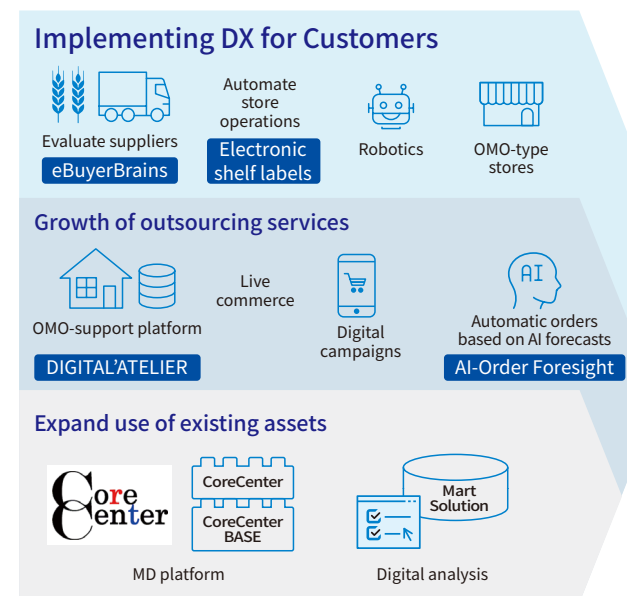 Implementing DX for Customers
Evaluate suppliers
eBuyerBrains
Automate
store
operations
Electronic
shelf labels
Robotics
OMO-type
stores
Growth of outsourcing services
OMO-support platform
DIGITAL'ATELIER
Live
commerce
Digital
campaigns
AI
Automatic orders
based on AI forecasts
AI-Order Foresight
Expand use of existing assets
Core
Center
CoreCenter
CoreCenter
BASE
MD platform
Mart
Solution
Digital analysis